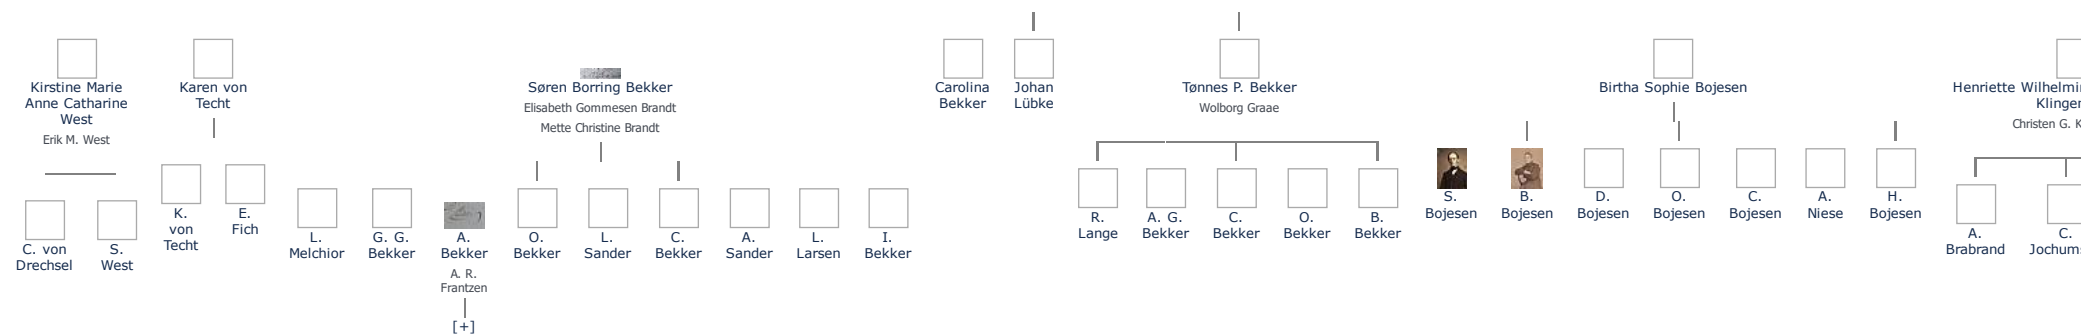 Kirstine Marie
Anne Catharine
West
Erik M. West
Karen von
Techt
Søren Borring Bekker
Elisabeth Gommesen Brandt
Mette Christine Brandt
Carolina
Bekker
Johan
Lübke
Tønnes P. Bekker
Wolborg Graae
Birtha Sophie Bojesen
Henriette Wilhelmin
Klinger
Christen G. K
C. von
Drechsel
S.
West
K.
von
Techt
E.
Fich
L.
Melchior
G. G.
Bekker
A.
Bekker
A. R.
Frantzen
[+]
O.
Bekker
L.
Sander
C.
Bekker
A.
Sander
L.
Larsen
I.
Bekker
R.
Lange
A. G.
Bekker
C.
Bekker
O.
Bekker
B.
Bekker
S.
Bojesen
B.
Bojesen
D.
Bojesen
O.
Bojesen
C.
Bojesen
A.
Niese
H.
Bojesen
A.
Brabrand
C.
Jochums